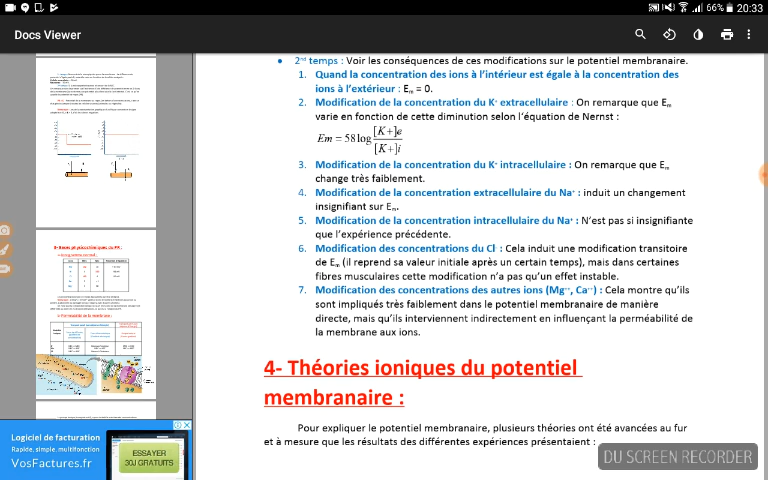 66% 20:33
Docs Viewer
• 2nd temps : Voir les conséquences de ces modifications sur le potentiel membranaire.
1. Quand la concentration des ions à l'intérieur est égale à la concentration des
ions à l'extérieur : Em = 0.
2. Modification de la concentration du K+ extracellulaire : On remarque que Em
varie en fonction de cette diminution selon l'équation de Nernst :
Em = 58 log [K+]e / [K+]i
3. Modification de la concentration du K+ intracellulaire : On remarque que Em
change très faiblement.
4. Modification de la concentration extracellulaire du Na+ : induit un changement
insignifiant sur Em.
5. Modification de la concentration intracellulaire du Na+ : N'est pas si insignifiante
que l'expérience précédente.
6. Modification des concentrations du Cl- : Cela induit une modification transitoire
de Em (il reprend sa valeur initiale après un certain temps), mais dans certaines
fibres musculaires cette modification n'a pas qu'un effet instable.
7. Modification des concentrations des autres ions (Mg++, Ca++) : Cela montre qu'ils
sont impliqués très faiblement dans le potentiel membranaire de manière
directe, mais qu'ils interviennent indirectement en influençant la perméabilité de
la membrane aux ions.
4- Théories ioniques du potentiel
membranaire :
Pour expliquer le potentiel membranaire, plusieurs théories ont été avancées au fur
et à mesure que les résultats des différentes expériences présentaient :
Logiciel de facturation
Rapide, simple, multifonction
VosFactures.fr
ESSAYER
30J GRATUITS
DU SCREEN RECORDER